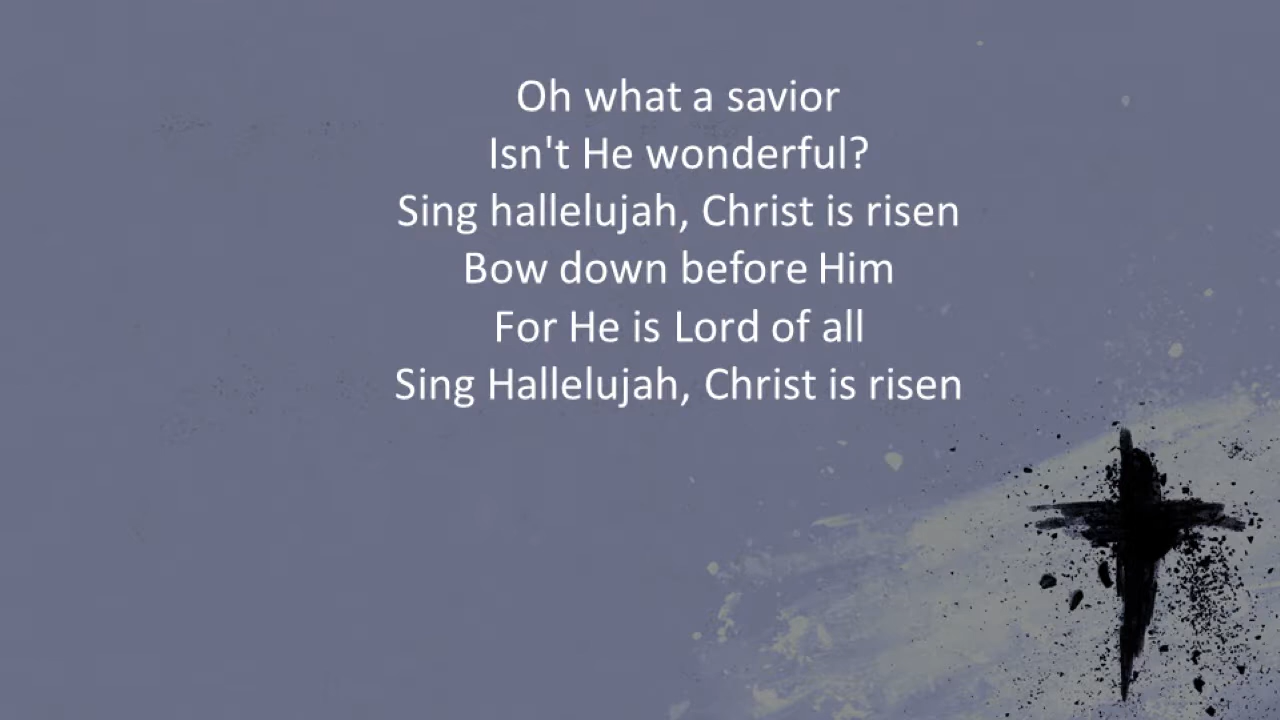 Oh what a savior
Isn't He wonderful?
Sing hallelujah, Christ is risen
Bow down before Him
For He is Lord of all
Sing Hallelujah, Christ is risen